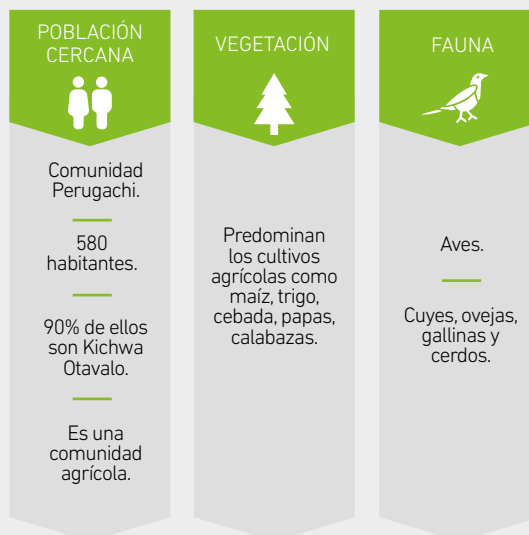 POBLACIÓN
CERCANA
Comunidad
Perugachi.
580
habitantes.
90% de ellos
son Kichwa
Otavalo.
Es una
comunidad
agrícola.
VEGETACIÓN
Predominan
los cultivos
agrícolas como
maíz, trigo,
cebada, papas,
calabazas.
FAUNA
Aves.
Cuyes, ovejas,
gallinas y
cerdos.